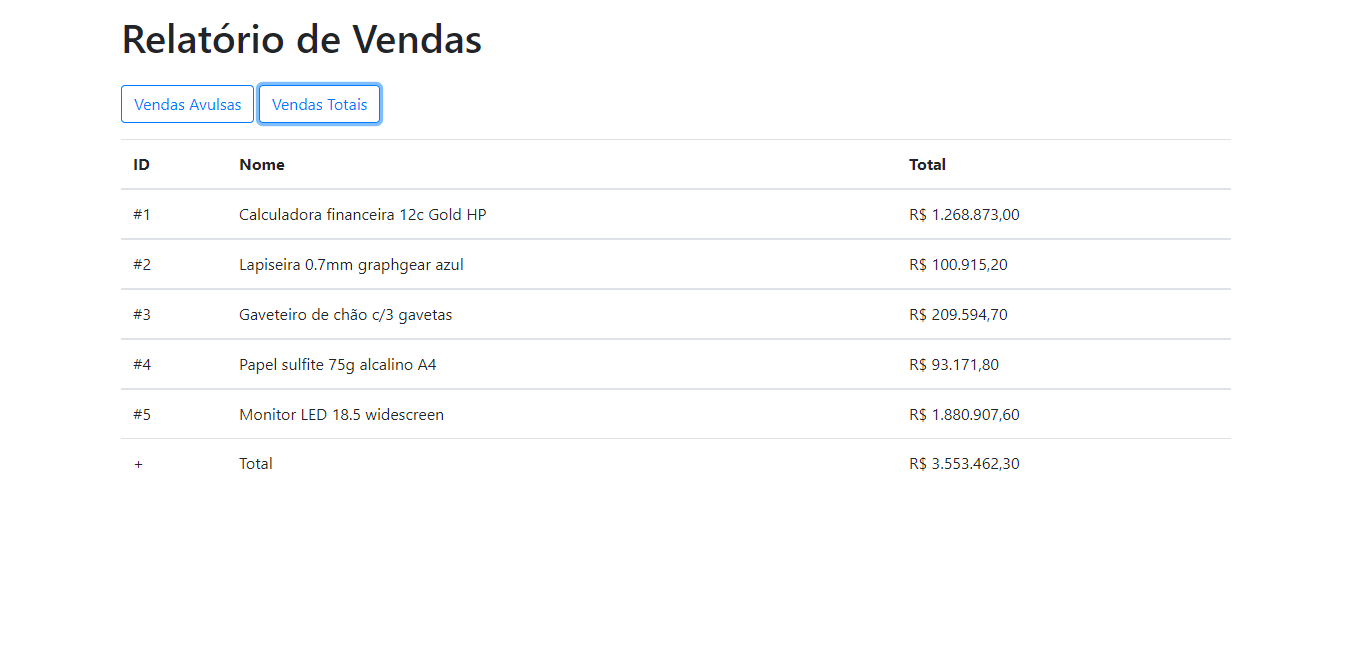 Relatório de Vendas
Vendas Avulsas Vendas Totais
ID Nome Total
#1 Calculadora financeira 12c Gold HP R$ 1.268.873,00
#2 Lapiseira 0.7mm graphgear azul R$ 100.915,20
#3 Gaveteiro de chão c/3 gavetas R$ 209.594,70
#4 Papel sulfite 75g alcalino A4 R$ 93.171,80
#5 Monitor LED 18.5 widescreen R$ 1.880.907,60
+ Total R$ 3.553.462,30